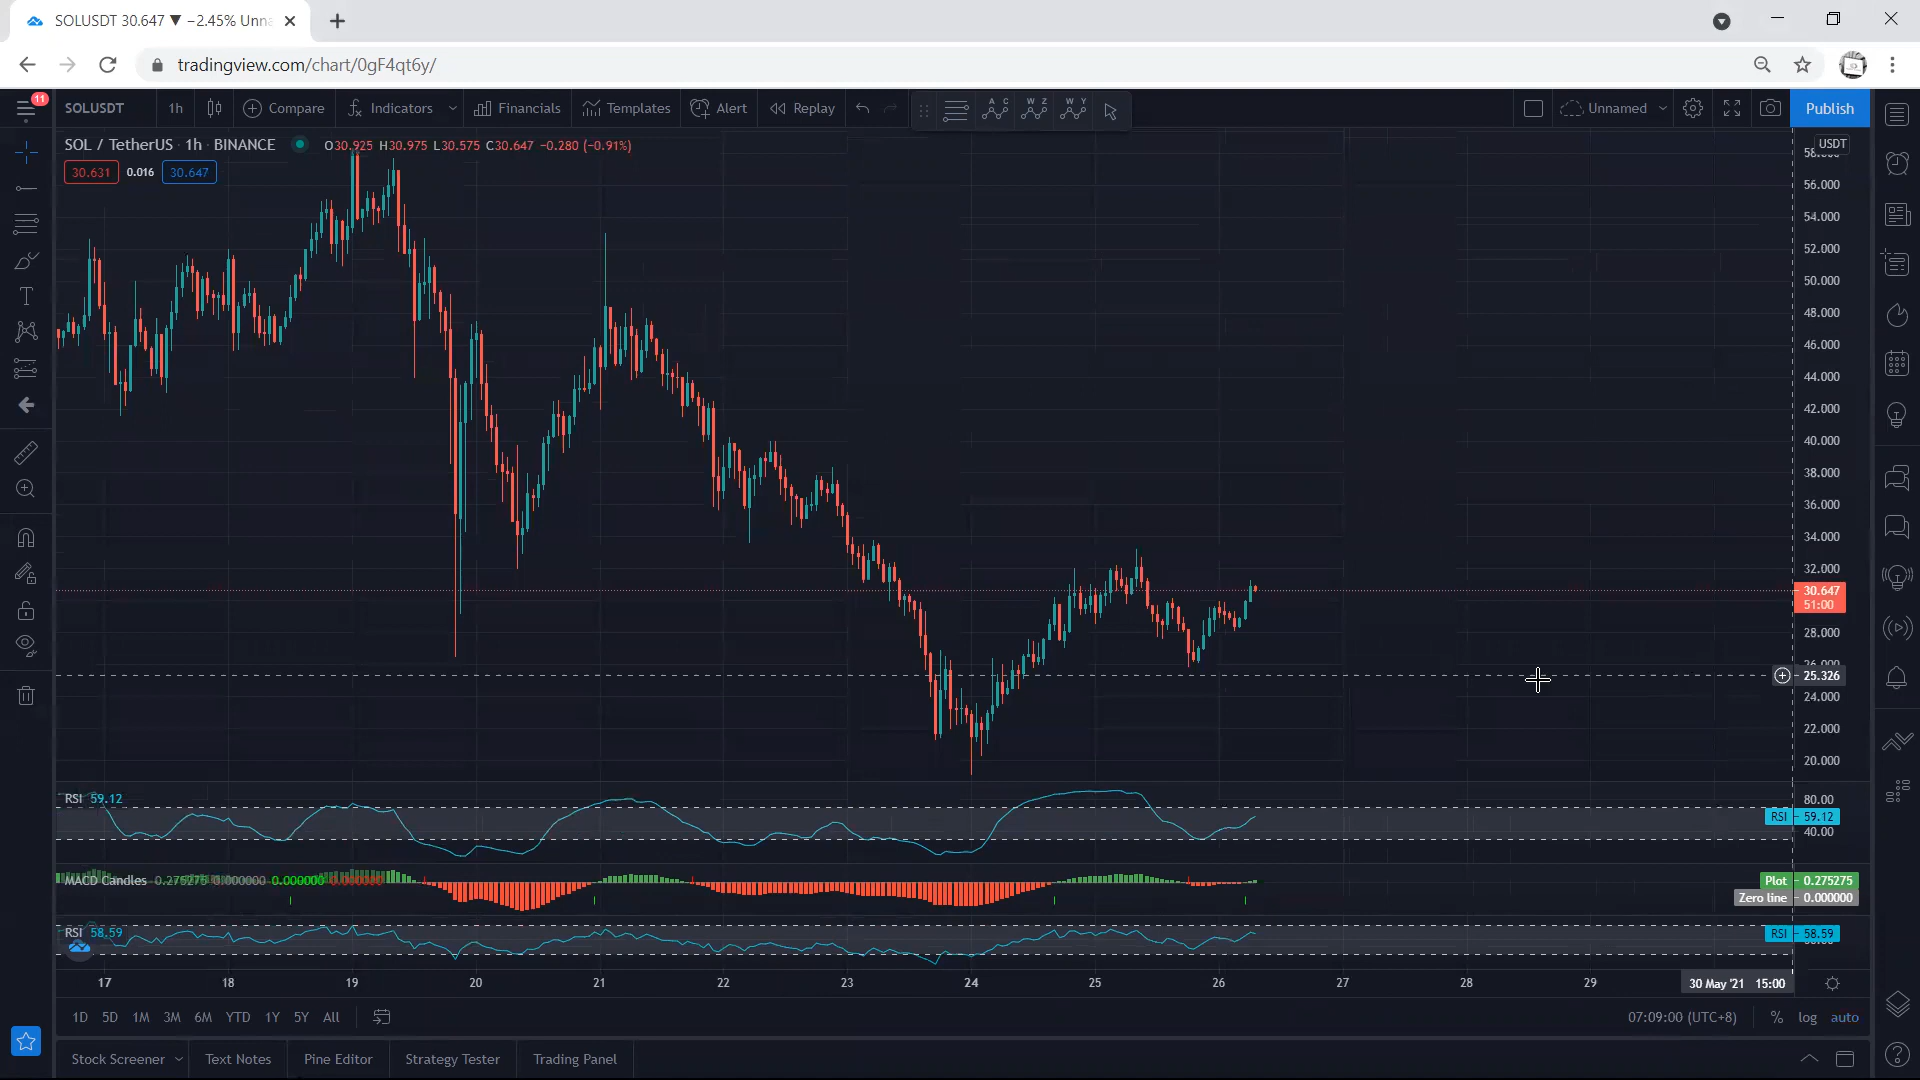 SOLUSDT 30.647 ▼ −2.45% Unna
tradingview.com/chart/0gF4qt6y/
11
SOLUSDT 1h Compare Indicators Financials Templates Alert Replay A C W Z W Y Unnamed Publish
SOL / TetherUS · 1h · BINANCE O30.925 H30.975 L30.575 C30.647 −0.280 (−0.91%)
30.631 0.016 30.647
USDT
56.000
54.000
52.000
50.000
48.000
46.000
44.000
42.000
40.000
38.000
36.000
34.000
32.000
30.647
51:00
28.000
26.000
25.326
24.000
22.000
20.000
RSI 59.12
80.00
RSI 59.12
40.00
MACD Candles 0.275275 0.000000 0.000000 0.000000
Plot 0.275275
Zero line 0.000000
RSI 58.59
RSI 58.59
17 18 19 20 21 22 23 24 25 26 27 28 29 30 May '21 15:00
1D 5D 1M 3M 6M YTD 1Y 5Y All 07:09:00 (UTC+8) % log auto
Stock Screener Text Notes Pine Editor Strategy Tester Trading Panel